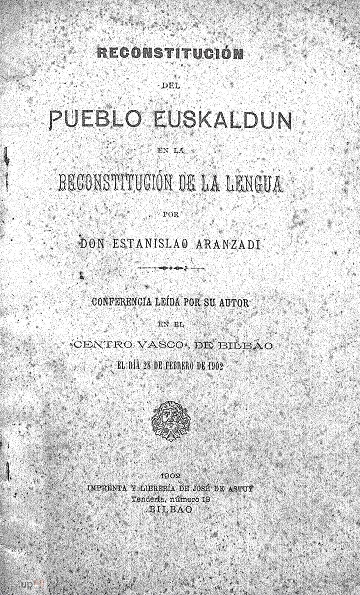 RECONSTITUCIÓN
DEL
PUEBLO EUSKALDUN
EN LA
RECONSTITUCIÓN DE LA LENGUA
POR
DON ESTANISLAO ARANZADI
CONFERENCIA LEÍDA POR SU AUTOR
EN EL
«CENTRO VASCO», DE BILBAO
EL DÍA 28 DE FEBRERO DE 1902
1902
IMPRENTA Y LIBRERÍA DE JOSÉ DE ASTUY
Tendería, número 19
BILBAO